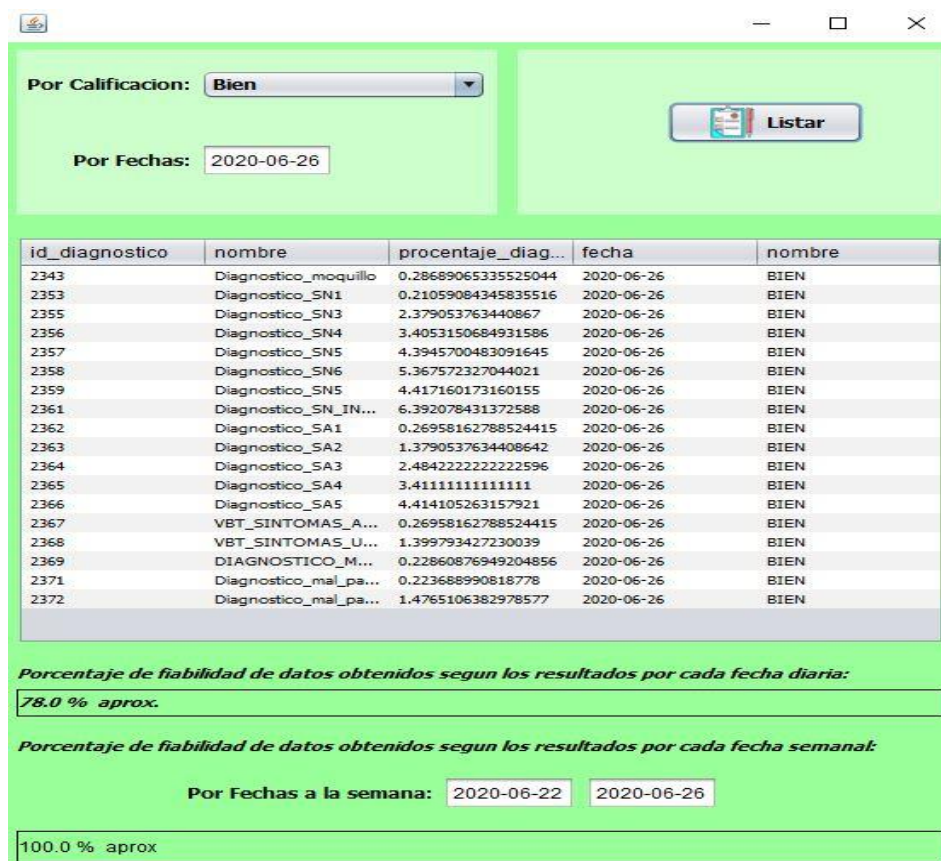 Por Calificacion: Bien
Listar
Por Fechas: 2020-06-26
id_diagnostico nombre procentaje_diag... fecha nombre
2343 Diagnostico_moquillo 0.28689065335525044 2020-06-26 BIEN
2353 Diagnostico_SN1 0.21059084345835516 2020-06-26 BIEN
2355 Diagnostico_SN3 2.379053763440867 2020-06-26 BIEN
2356 Diagnostico_SN4 3.4053150684931586 2020-06-26 BIEN
2357 Diagnostico_SN5 4.3945700483091645 2020-06-26 BIEN
2358 Diagnostico_SN6 5.367572327044021 2020-06-26 BIEN
2359 Diagnostico_SN5 4.417160173160155 2020-06-26 BIEN
2361 Diagnostico_SN_IN... 6.392078431372588 2020-06-26 BIEN
2362 Diagnostico_SA1 0.26958162788524415 2020-06-26 BIEN
2363 Diagnostico_SA2 1.3790537634408642 2020-06-26 BIEN
2364 Diagnostico_SA3 2.4842222222222596 2020-06-26 BIEN
2365 Diagnostico_SA4 3.41111111111111 2020-06-26 BIEN
2366 Diagnostico_SA5 4.414105263157921 2020-06-26 BIEN
2367 VBT_SINTOMAS_A... 0.26958162788524415 2020-06-26 BIEN
2368 VBT_SINTOMAS_U... 1.399793427230039 2020-06-26 BIEN
2369 DIAGNOSTICO_M... 0.22860876949204856 2020-06-26 BIEN
2371 Diagnostico_mal_pa... 0.223688990818778 2020-06-26 BIEN
2372 Diagnostico_mal_pa... 1.4765106382978577 2020-06-26 BIEN
Porcentaje de fiabilidad de datos obtenidos segun los resultados por cada fecha diaria:
78.0 % aprox.
Porcentaje de fiabilidad de datos obtenidos segun los resultados por cada fecha semanal:
Por Fechas a la semana: 2020-06-22 2020-06-26
100.0 % aprox